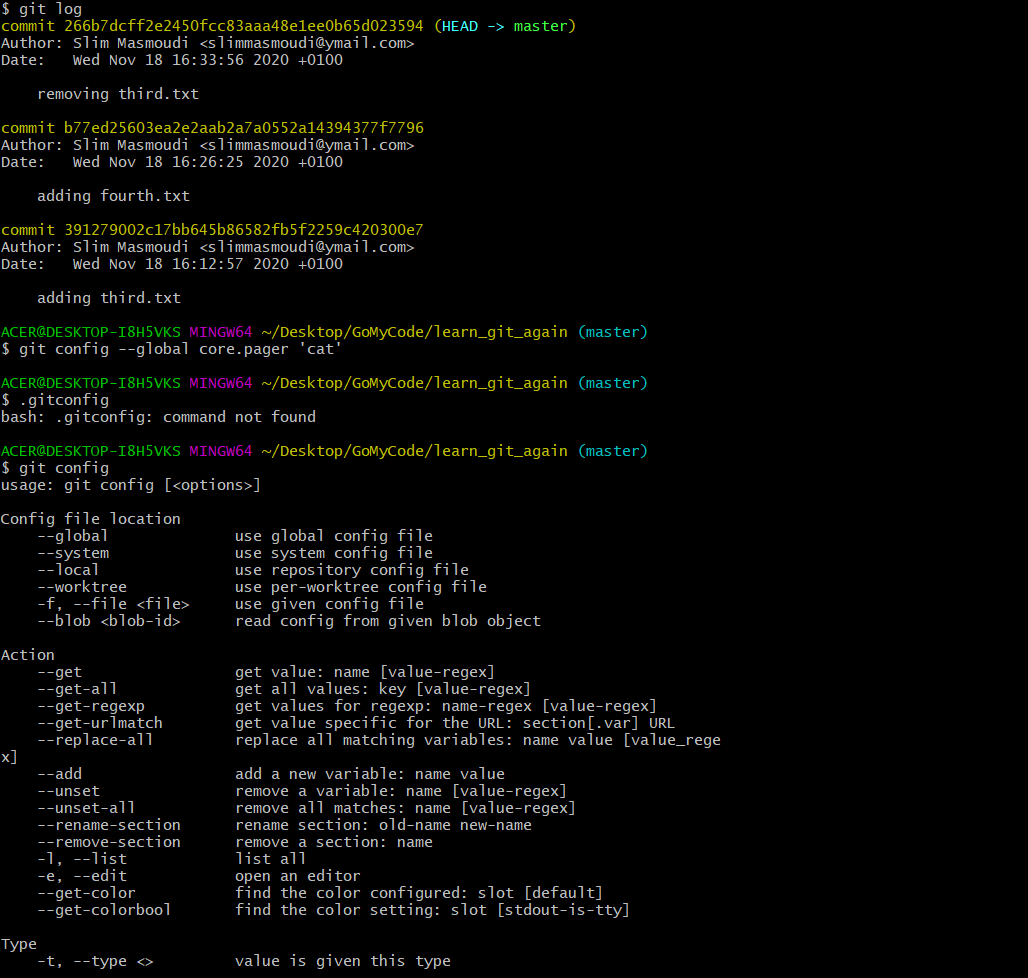 $ git log
commit 266b7dcff2e2450fcc83aaa48e1ee0b65d023594 (HEAD -> master)
Author: Slim Masmoudi <slimmasmoudi@ymail.com>
Date:   Wed Nov 18 16:33:56 2020 +0100

    removing third.txt

commit b77ed25603ea2e2aab2a7a0552a14394377f7796
Author: Slim Masmoudi <slimmasmoudi@ymail.com>
Date:   Wed Nov 18 16:26:25 2020 +0100

    adding fourth.txt

commit 391279002c17bb645b86582fb5f2259c420300e7
Author: Slim Masmoudi <slimmasmoudi@ymail.com>
Date:   Wed Nov 18 16:12:57 2020 +0100

    adding third.txt

ACER@DESKTOP-I8H5VKS MINGW64 ~/Desktop/GoMyCode/learn_git_again (master)
$ git config --global core.pager 'cat'

ACER@DESKTOP-I8H5VKS MINGW64 ~/Desktop/GoMyCode/learn_git_again (master)
$ .gitconfig
bash: .gitconfig: command not found

ACER@DESKTOP-I8H5VKS MINGW64 ~/Desktop/GoMyCode/learn_git_again (master)
$ git config
usage: git config [<options>]

Config file location
    --global              use global config file
    --system              use system config file
    --local               use repository config file
    --worktree            use per-worktree config file
    -f, --file <file>     use given config file
    --blob <blob-id>      read config from given blob object

Action
    --get                 get value: name [value-regex]
    --get-all             get all values: key [value-regex]
    --get-regexp          get values for regexp: name-regex [value-regex]
    --get-urlmatch        get value specific for the URL: section[.var] URL
    --replace-all         replace all matching variables: name value [value_rege
x]
    --add                 add a new variable: name value
    --unset               remove a variable: name [value-regex]
    --unset-all           remove all matches: name [value-regex]
    --rename-section      rename section: old-name new-name
    --remove-section      remove a section: name
    -l, --list            list all
    -e, --edit            open an editor
    --get-color           find the color configured: slot [default]
    --get-colorbool       find the color setting: slot [stdout-is-tty]

Type
    -t, --type <>         value is given this type